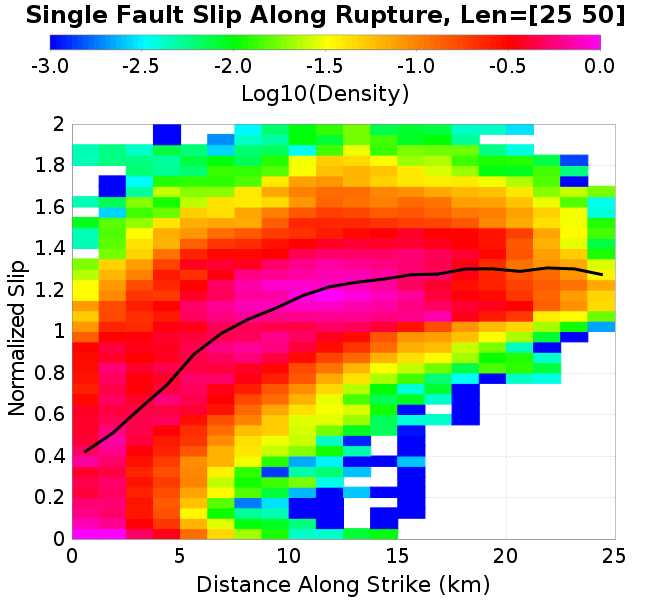 Single Fault Slip Along Rupture, Len=[25 50]
-3.0 -2.5 -2.0 -1.5 -1.0 -0.5 0.0
Log10(Density)
2
1.8
1.6
1.4
1.2
1
0.8
0.6
0.4
0.2
0
Normalized Slip
0 5 10 15 20 25
Distance Along Strike (km)